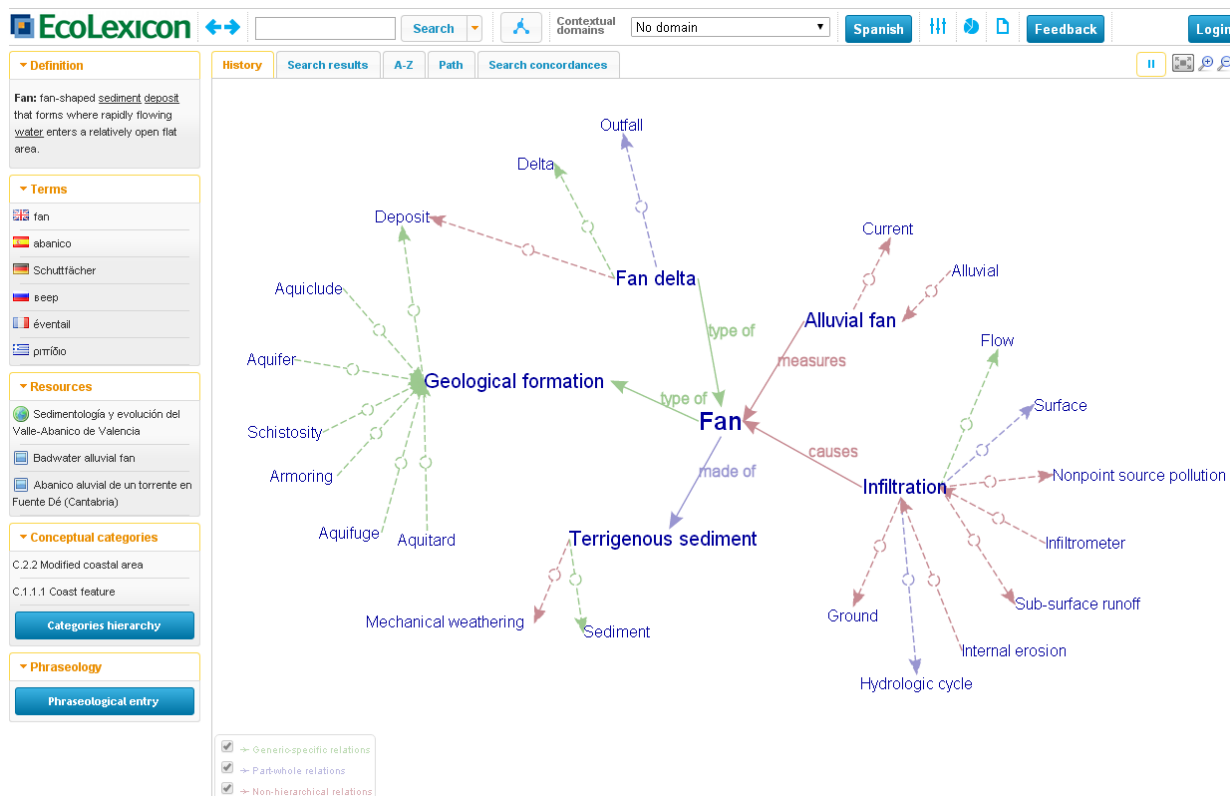 EcoLexicon
Search
Contextual domains
No domain
Spanish
Feedback
Login
Definition
Fan: fan-shaped sediment deposit
that forms where rapidly flowing
water enters a relatively open flat
area.
Terms
fan
abanico
Schuttfächer
веер
éventail
ριπίδιο
Resources
Sedimentología y evolución del
Valle-Abanico de Valencia
Badwater alluvial fan
Abanico aluvial de un torrente en
Fuente Dé (Cantabria)
Conceptual categories
C.2.2 Modified coastal area
C.1.1.1 Coast feature
Categories hierarchy
Phraseology
Phraseological entry
History
Search results
A-Z
Path
Search concordances
Outfall
Delta
Deposit
Current
Fan delta
Alluvial
Aquiclude
Alluvial fan
type of
Flow
Aquifer
measures
Geological formation
type of
Surface
Fan
Schistosity
causes
Armoring
made of
Nonpoint source pollution
Infiltration
Aquifuge
Aquitard
Terrigenous sediment
Infiltrometer
Mechanical weathering
Sediment
Ground
Sub-surface runoff
Internal erosion
Hydrologic cycle
Generic-specific relations
Part-whole relations
Non-hierarchical relations